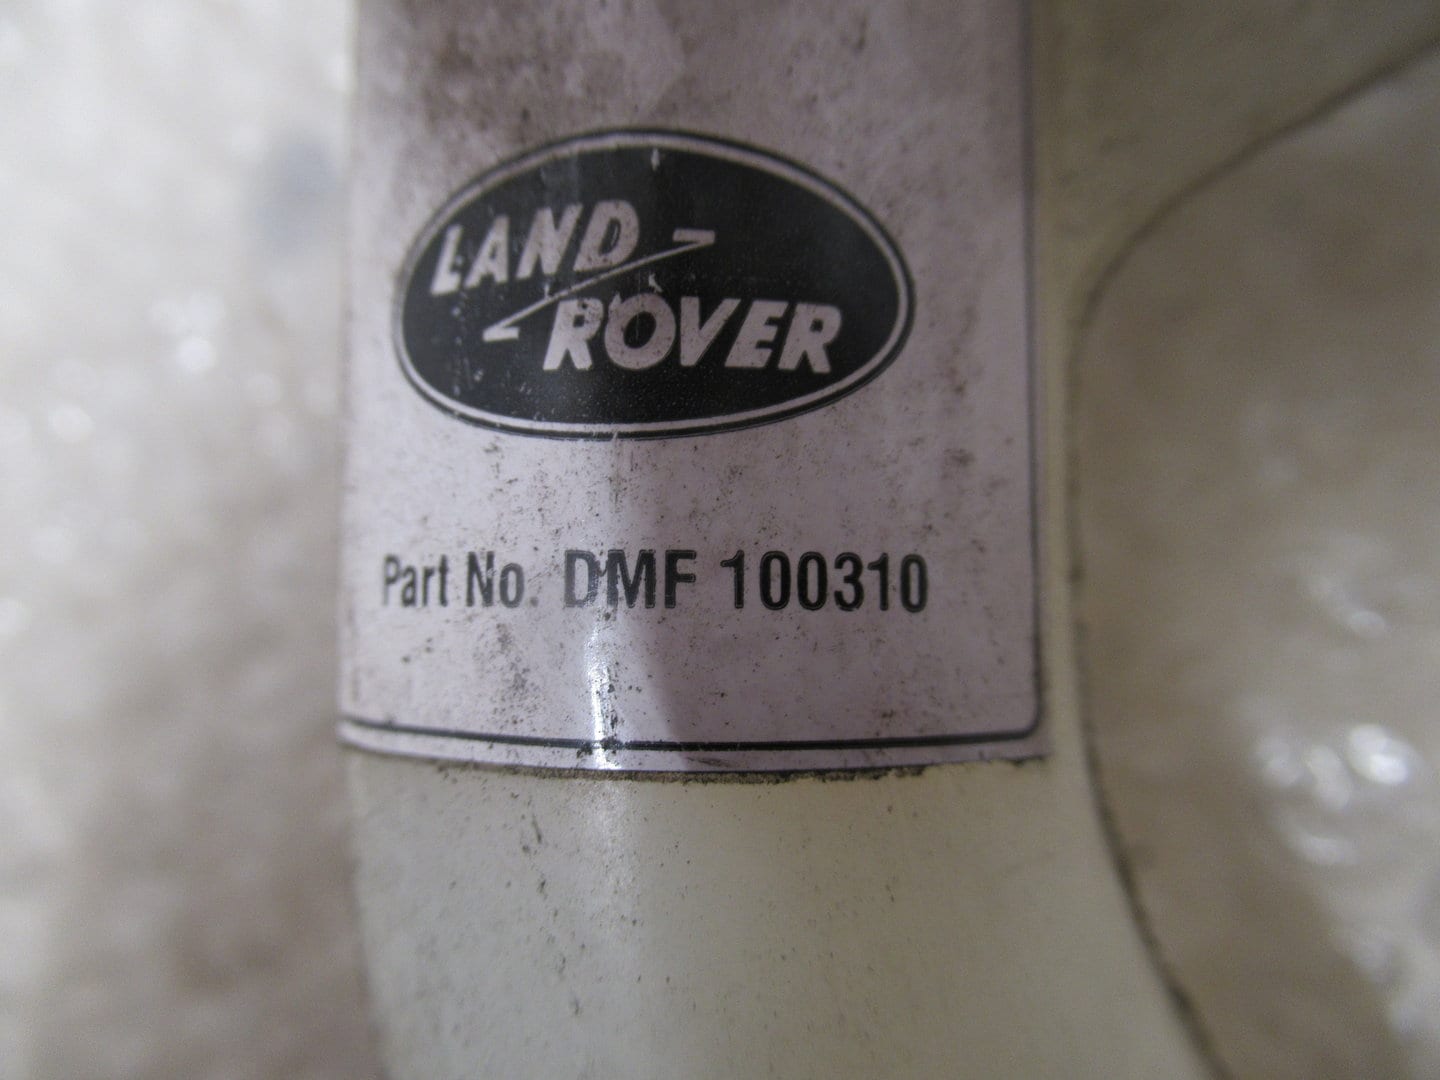 LAND
ROVER
Part No. DMF 100310